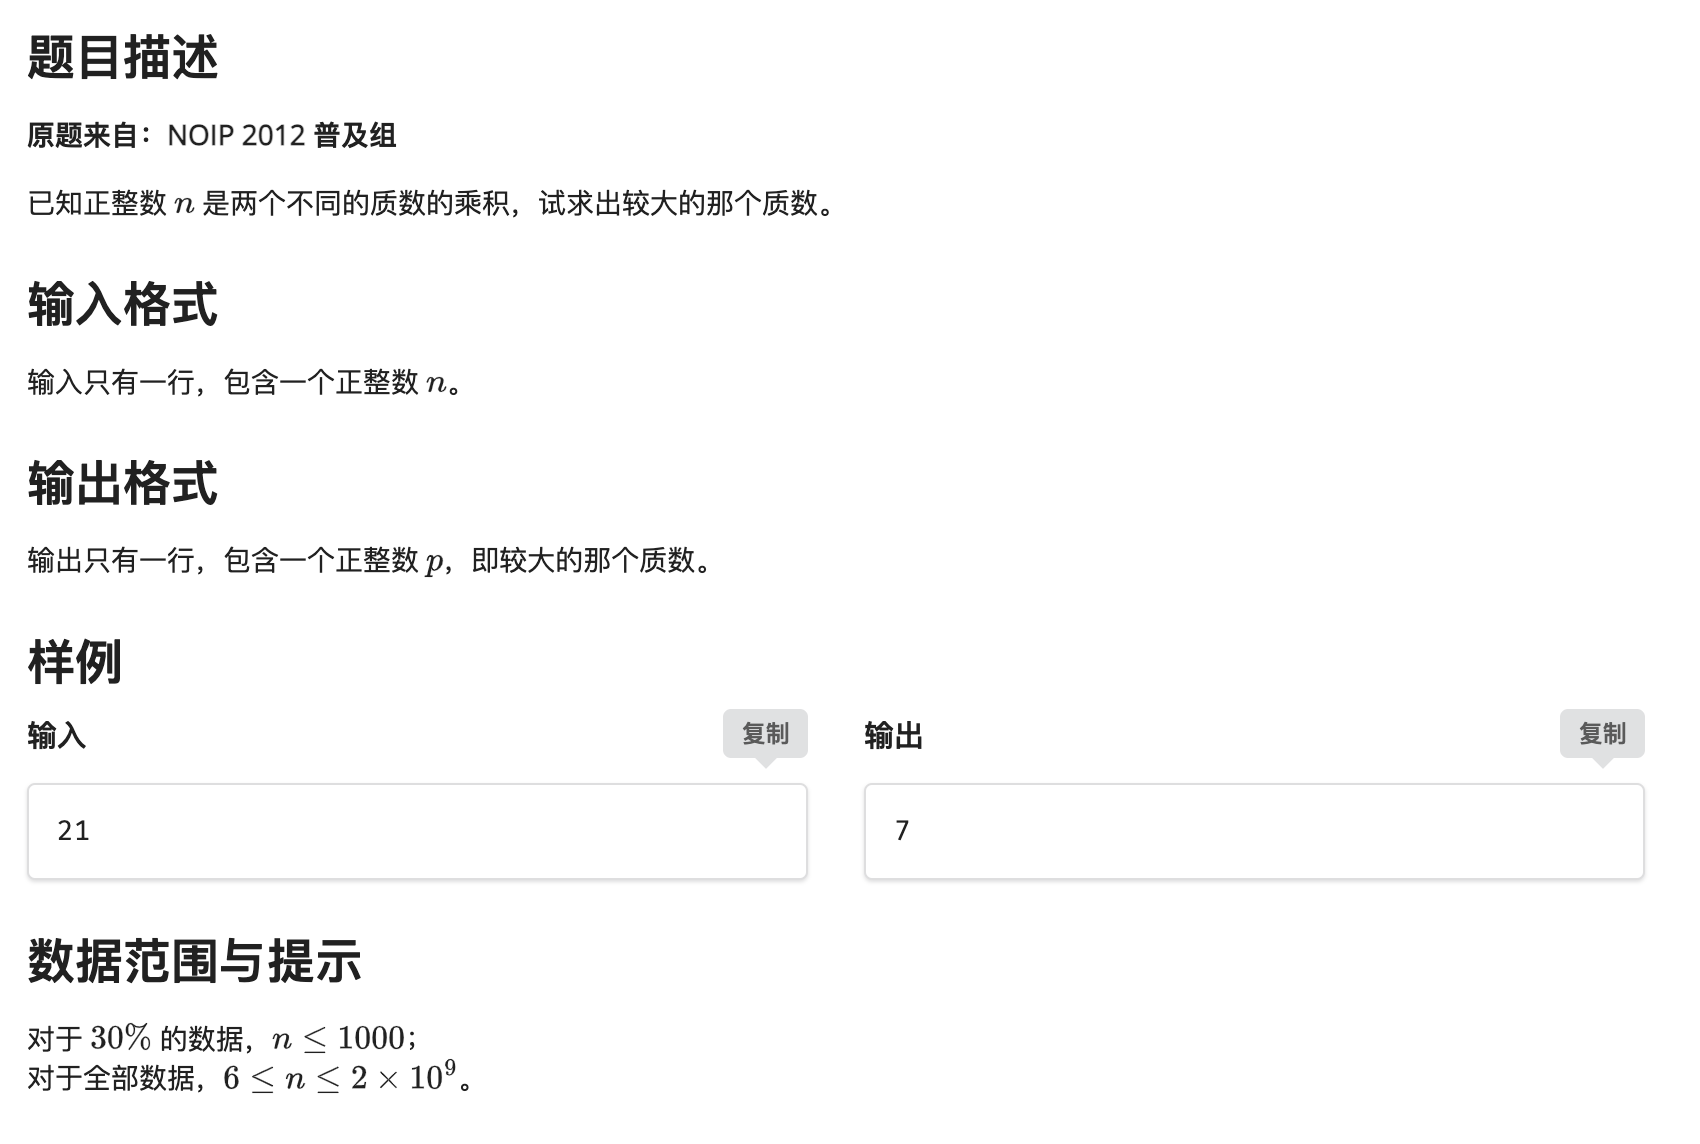 题目描述
原题来自：NOIP 2012 普及组
已知正整数 n 是两个不同的质数的乘积，试求出较大的那个质数。
输入格式
输入只有一行，包含一个正整数 n。
输出格式
输出只有一行，包含一个正整数 p，即较大的那个质数。
样例
输入
复制
21
输出
复制
7
数据范围与提示
对于 30% 的数据，n ≤ 1000；
对于全部数据，6 ≤ n ≤ 2 × 10⁹。